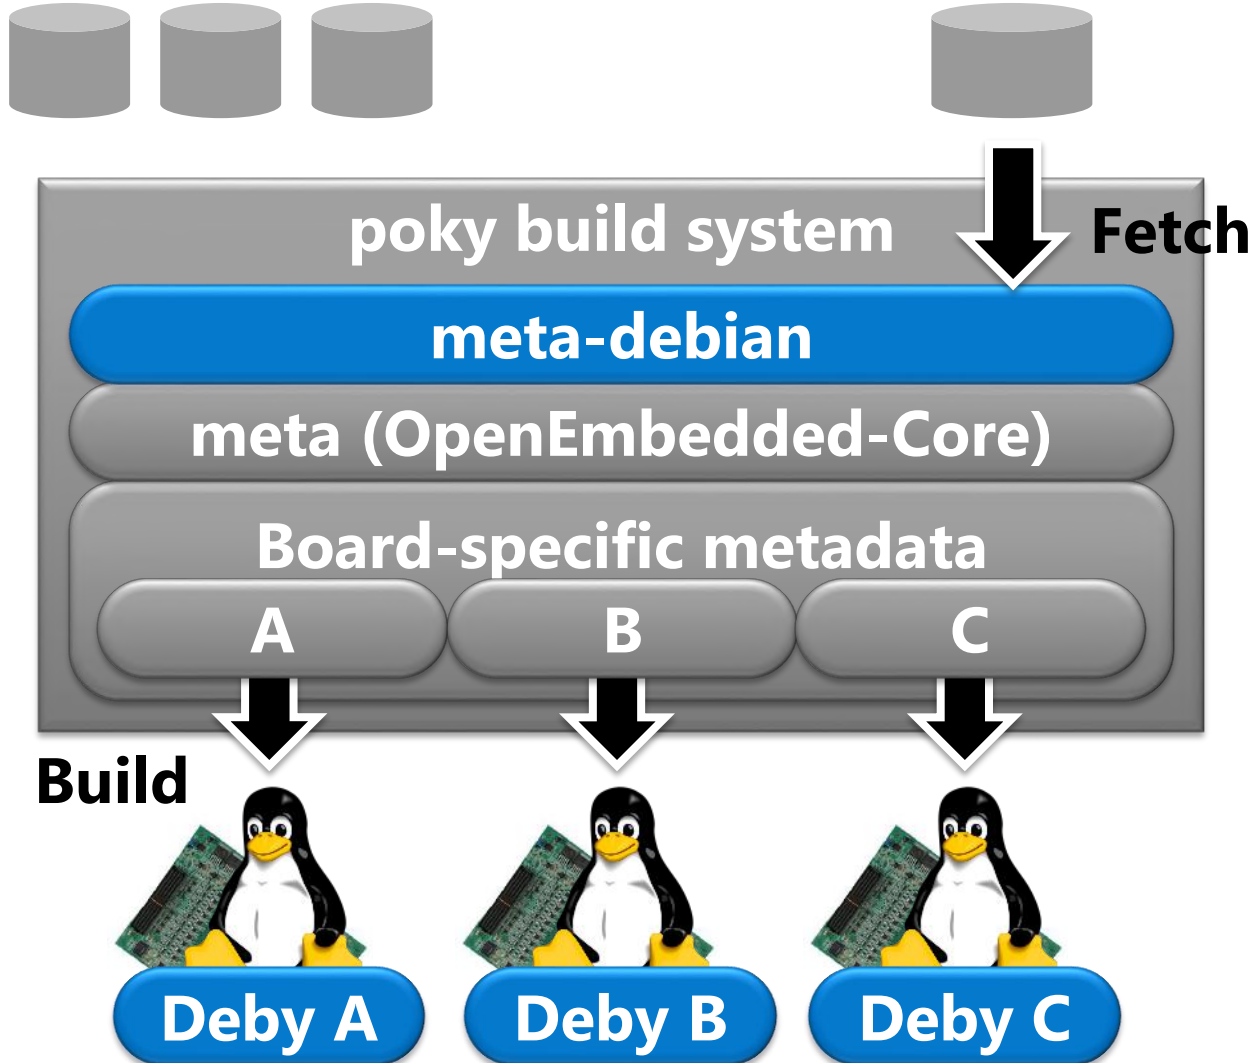 poky build system
Fetch
meta-debian
meta (OpenEmbedded-Core)
Board-specific metadata
A
B
C
Build
Deby A
Deby B
Deby C